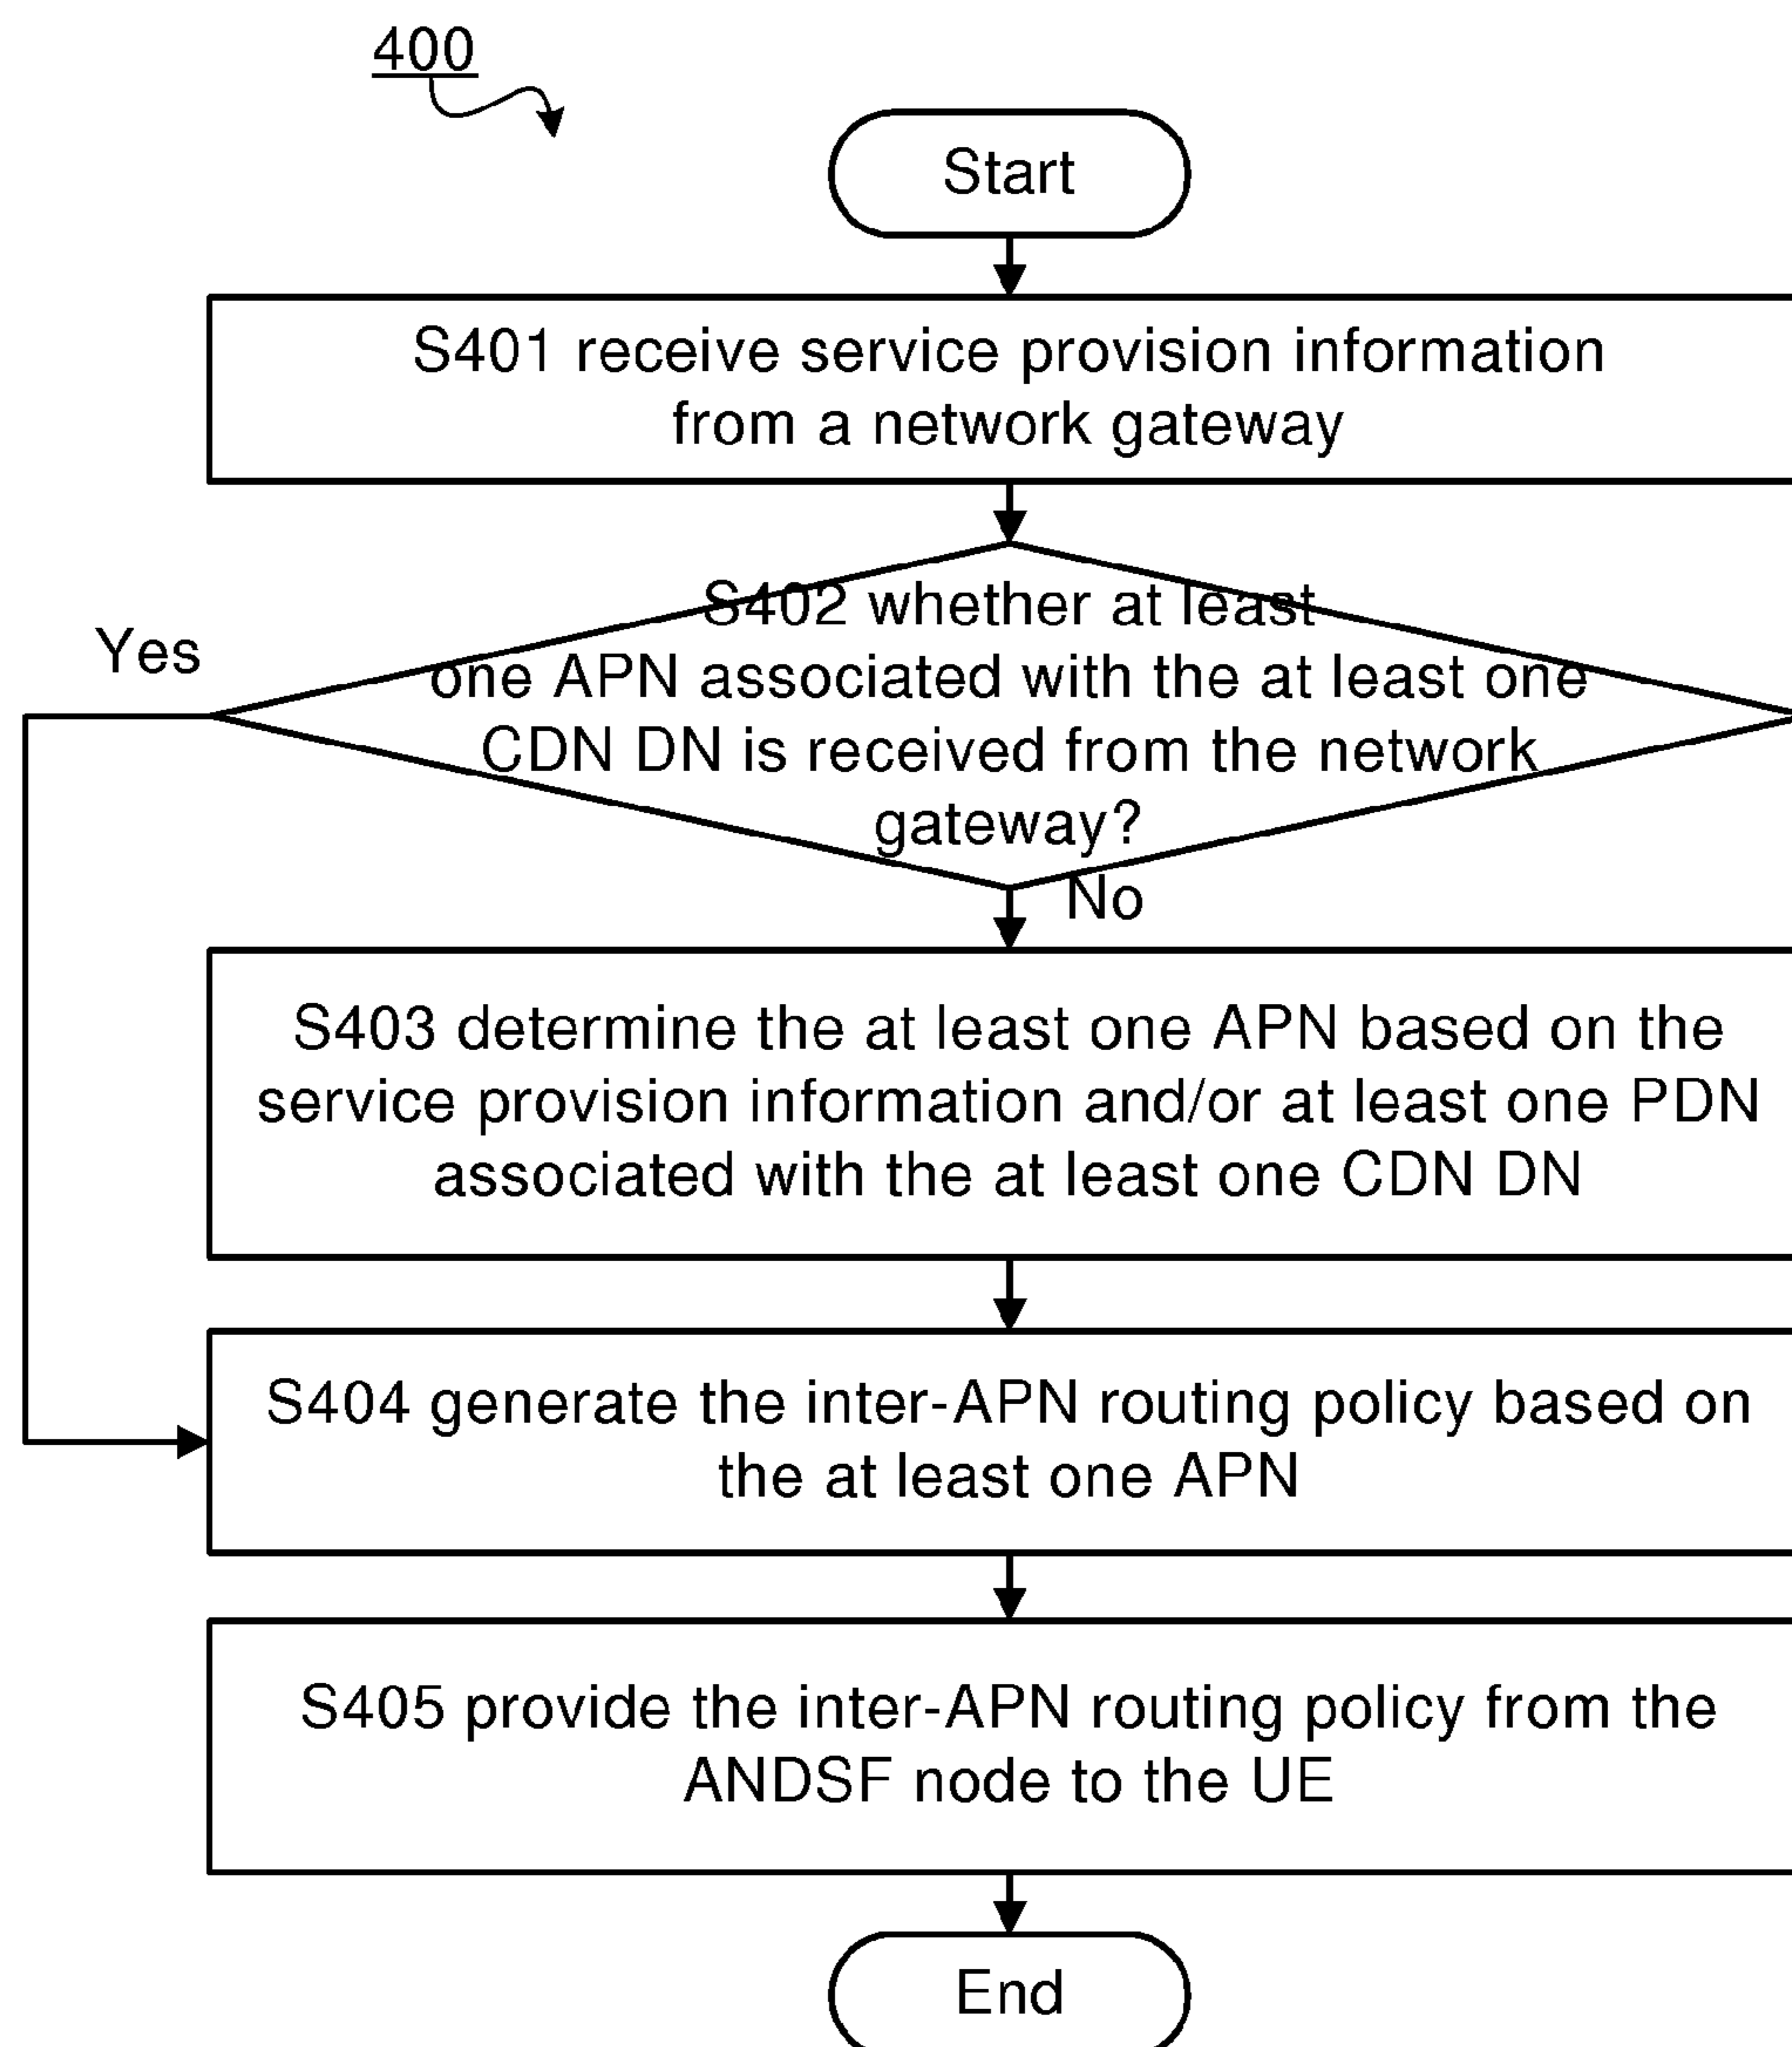 400
Start
S401 receive service provision information
from a network gateway
S402 whether at least
one APN associated with the at least one
CDN DN is received from the network
gateway?
Yes
No
S403 determine the at least one APN based on the
service provision information and/or at least one PDN
associated with the at least one CDN DN
S404 generate the inter-APN routing policy based on
the at least one APN
S405 provide the inter-APN routing policy from the
ANDSF node to the UE
End